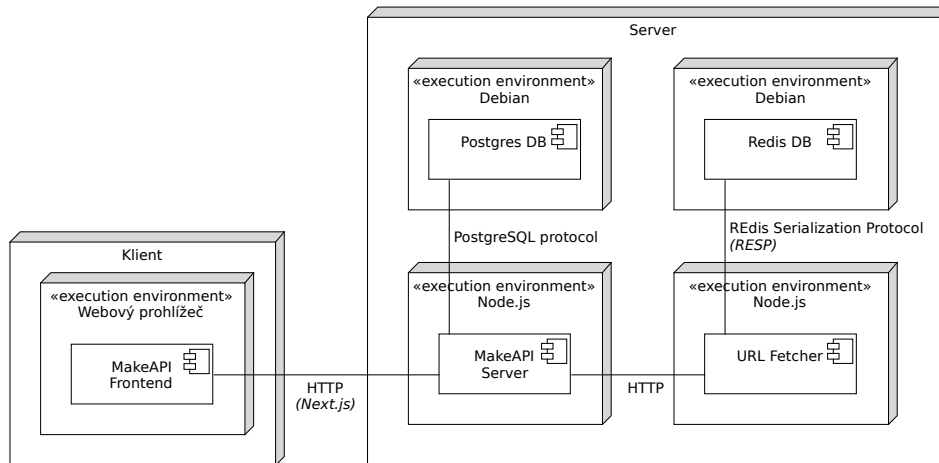 Server
«execution environment»
Debian
Postgres DB
«execution environment»
Debian
Redis DB
PostgreSQL protocol
REdis Serialization Protocol
(RESP)
Klient
«execution environment»
Webový prohlížeč
MakeAPI
Frontend
HTTP
(Next.js)
«execution environment»
Node.js
MakeAPI
Server
HTTP
«execution environment»
Node.js
URL Fetcher